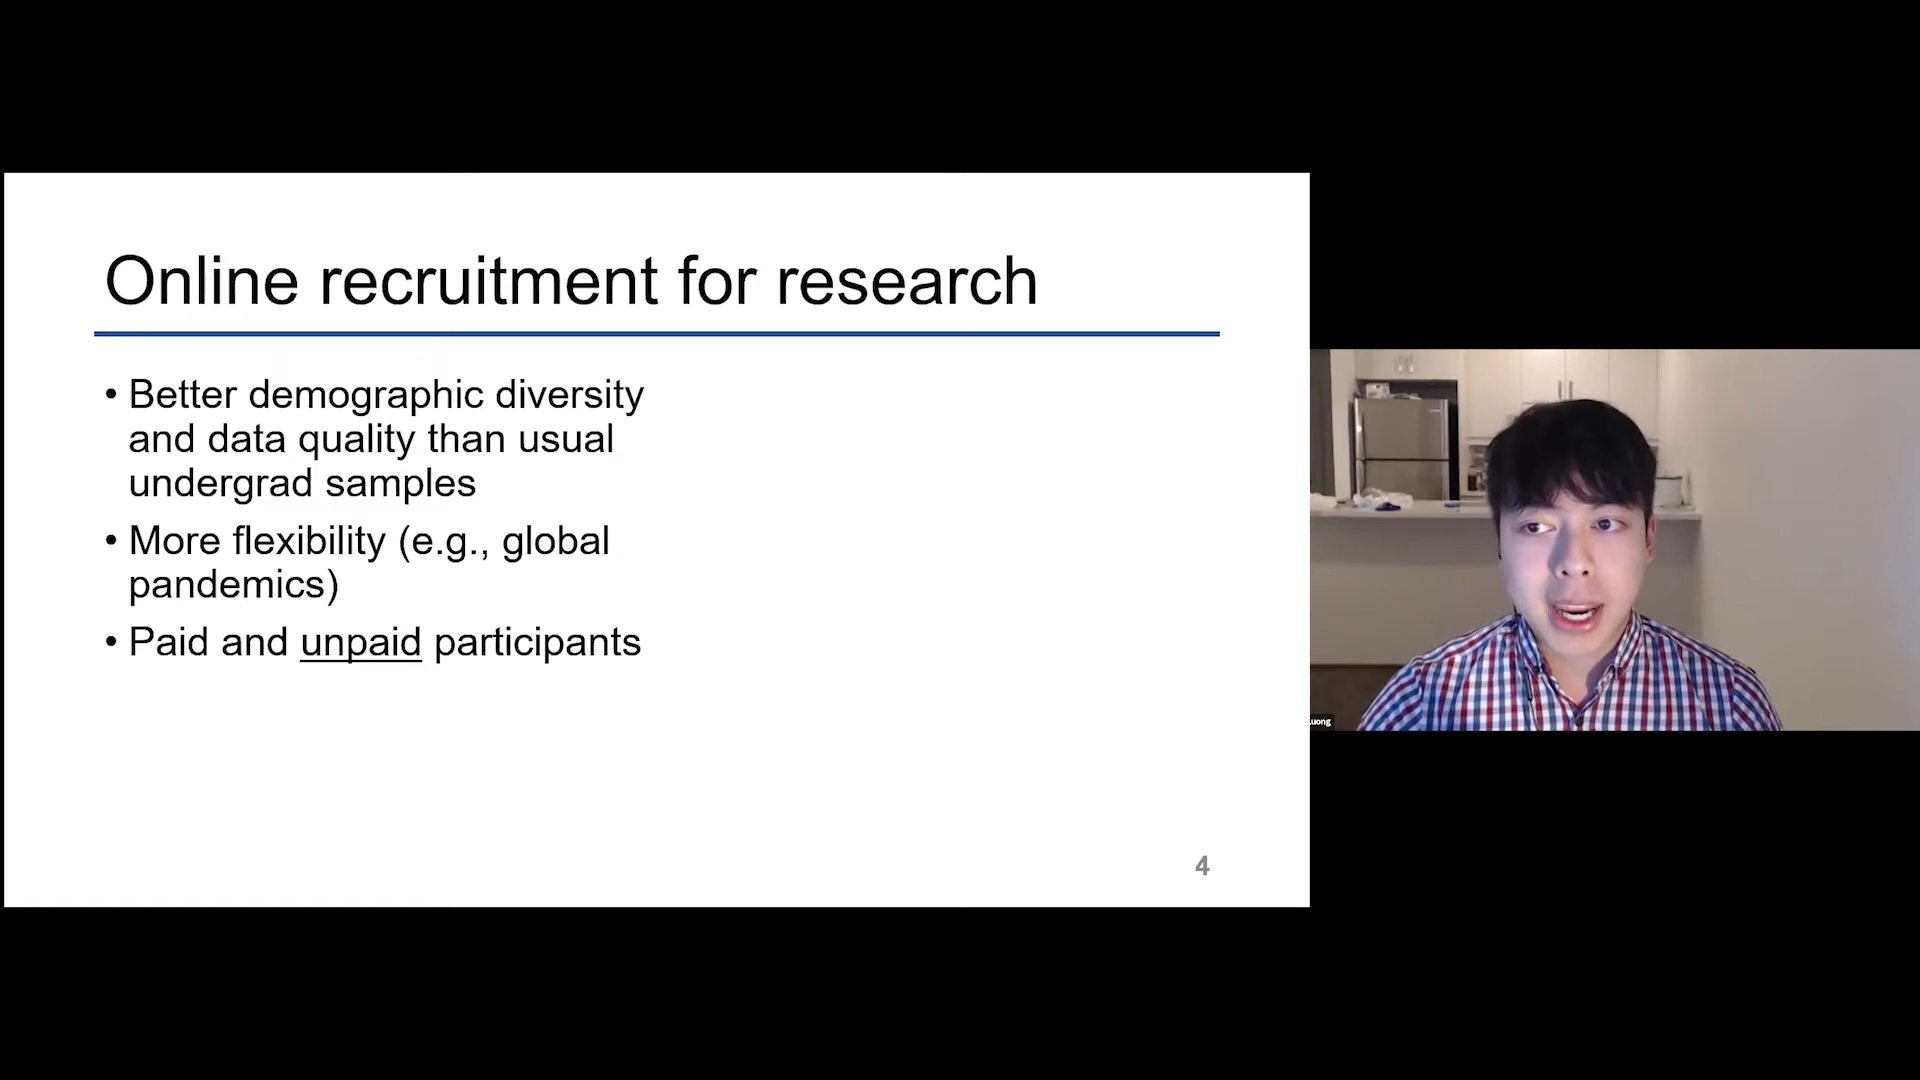 Online recruitment for research
• Better demographic diversity
and data quality than usual
undergrad samples
• More flexibility (e.g., global
pandemics)
• Paid and unpaid participants
4